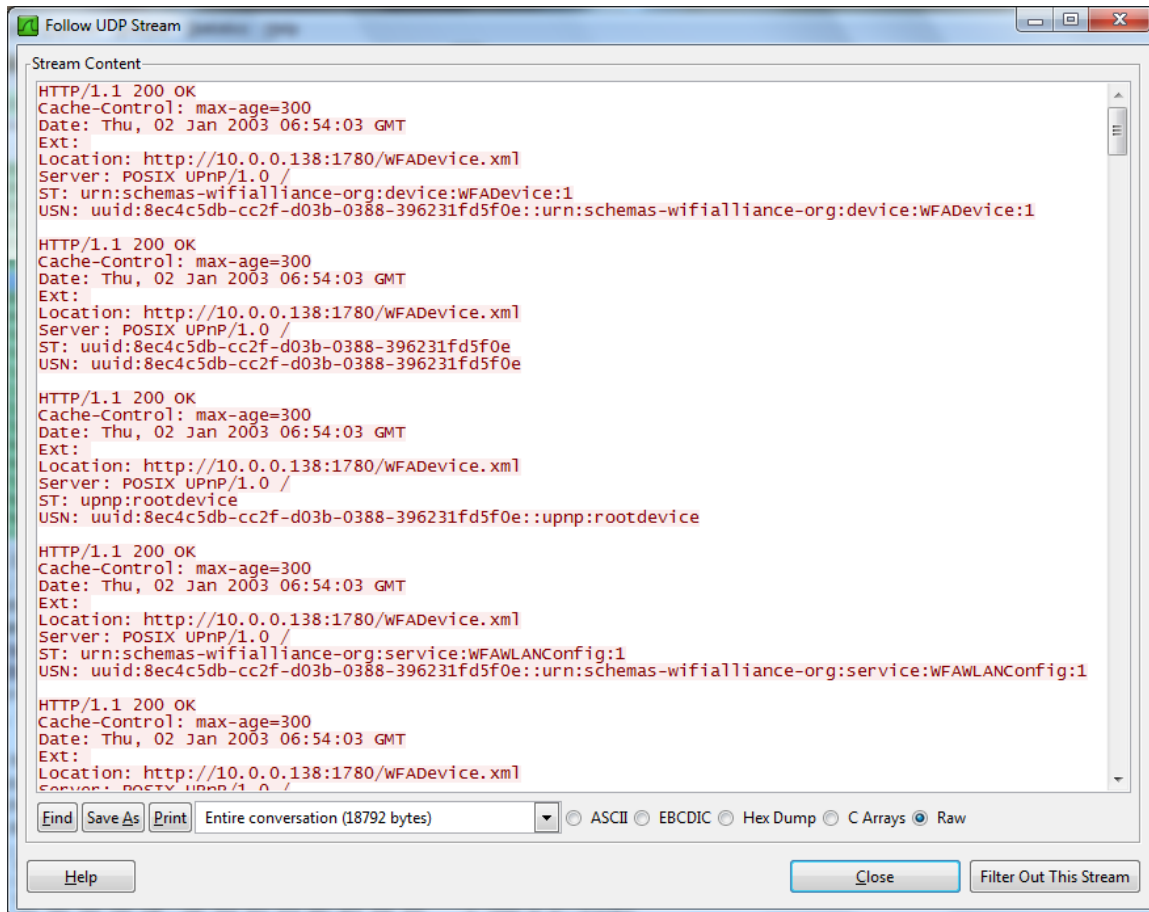 Follow UDP Stream
Stream Content
HTTP/1.1 200 OK
Cache-Control: max-age=300
Date: Thu, 02 Jan 2003 06:54:03 GMT
Ext:
Location: http://10.0.0.138:1780/WFADevice.xml
Server: POSIX UPnP/1.0 /
ST: urn:schemas-wifialliance-org:device:WFADevice:1
USN: uuid:8ec4c5db-cc2f-d03b-0388-396231fd5f0e::urn:schemas-wifialliance-org:device:WFADevice:1
HTTP/1.1 200 OK
Cache-Control: max-age=300
Date: Thu, 02 Jan 2003 06:54:03 GMT
Ext:
Location: http://10.0.0.138:1780/WFADevice.xml
Server: POSIX UPnP/1.0 /
ST: uuid:8ec4c5db-cc2f-d03b-0388-396231fd5f0e
USN: uuid:8ec4c5db-cc2f-d03b-0388-396231fd5f0e
HTTP/1.1 200 OK
Cache-Control: max-age=300
Date: Thu, 02 Jan 2003 06:54:03 GMT
Ext:
Location: http://10.0.0.138:1780/WFADevice.xml
Server: POSIX UPnP/1.0 /
ST: upnp:rootdevice
USN: uuid:8ec4c5db-cc2f-d03b-0388-396231fd5f0e::upnp:rootdevice
HTTP/1.1 200 OK
Cache-Control: max-age=300
Date: Thu, 02 Jan 2003 06:54:03 GMT
Ext:
Location: http://10.0.0.138:1780/WFADevice.xml
Server: POSIX UPnP/1.0 /
ST: urn:schemas-wifialliance-org:service:WFAWLANConfig:1
USN: uuid:8ec4c5db-cc2f-d03b-0388-396231fd5f0e::urn:schemas-wifialliance-org:service:WFAWLANConfig:1
HTTP/1.1 200 OK
Cache-Control: max-age=300
Date: Thu, 02 Jan 2003 06:54:03 GMT
Ext:
Location: http://10.0.0.138:1780/WFADevice.xml
Server: POSIX UPnP/1.0 /
Find Save As Print Entire conversation (18792 bytes) ASCII EBCDIC Hex Dump C Arrays Raw
Help Close Filter Out This Stream